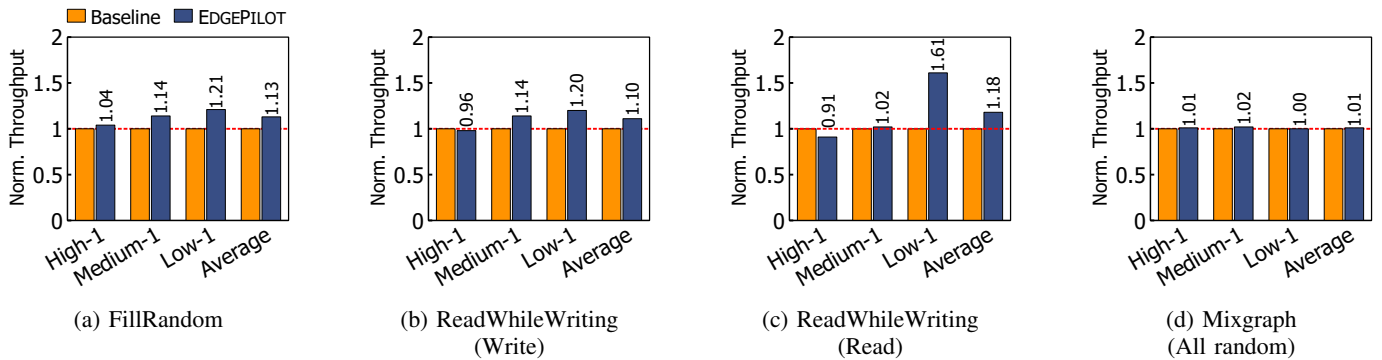 Baseline EDGEPILOT
Norm. Throughput
2
1.5
1
0.5
0
1.04
1.14
1.21
1.13
High-1
Medium-1
Low-1
Average
(a) FillRandom
Norm. Throughput
2
1.5
1
0.5
0
0.96
1.14
1.20
1.10
High-1
Medium-1
Low-1
Average
(b) ReadWhileWriting
(Write)
Norm. Throughput
2
1.5
1
0.5
0
0.91
1.02
1.61
1.18
High-1
Medium-1
Low-1
Average
(c) ReadWhileWriting
(Read)
Norm. Throughput
2
1.5
1
0.5
0
1.01
1.02
1.00
1.01
High-1
Medium-1
Low-1
Average
(d) Mixgraph
(All random)